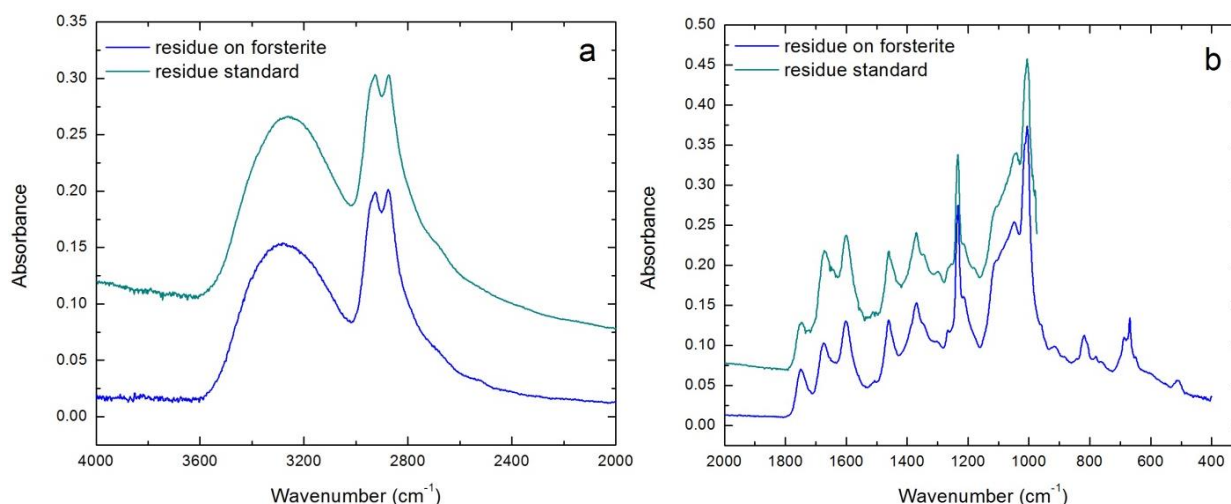 residue on forsterite
residue standard
a
Absorbance
0.35
0.30
0.25
0.20
0.15
0.10
0.05
0.00
4000 3600 3200 2800 2400 2000
Wavenumber (cm⁻¹)
residue on forsterite
residue standard
b
Absorbance
0.50
0.45
0.40
0.35
0.30
0.25
0.20
0.15
0.10
0.05
0.00
2000 1800 1600 1400 1200 1000 800 600 400
Wavenumber (cm⁻¹)